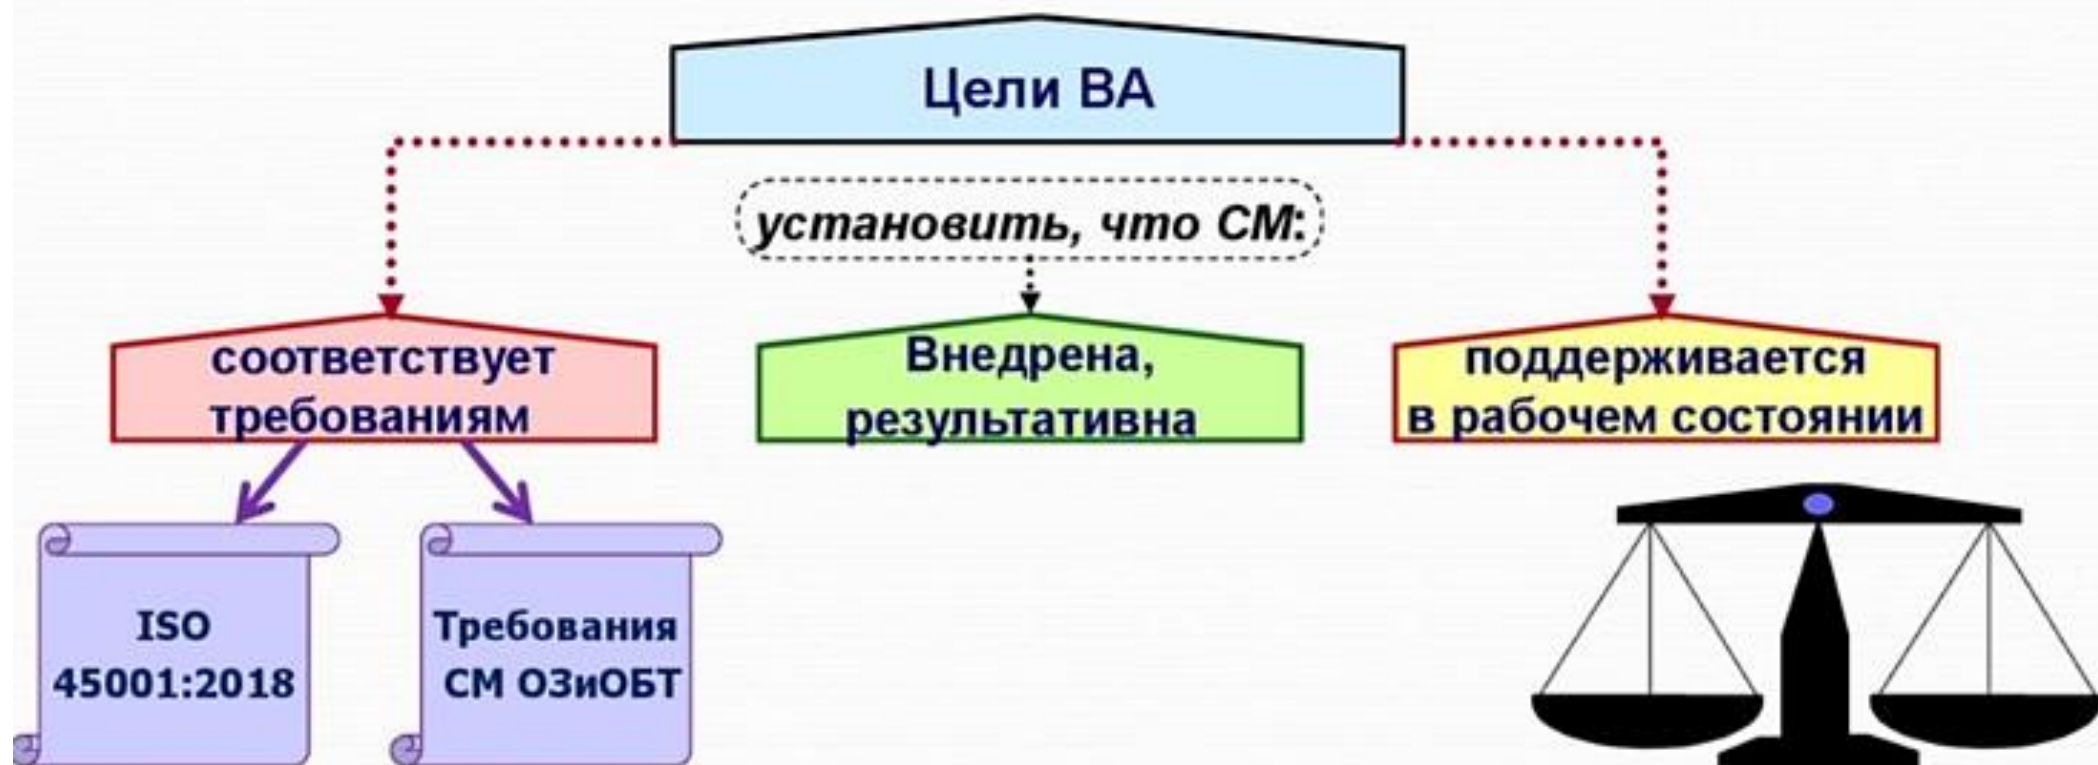 Цели ВА
установить, что СМ:
соответствует
требованиям
Внедрена,
результативна
поддерживается
в рабочем состоянии
ISO
45001:2018
Требования
СМ ОЗиОБТ